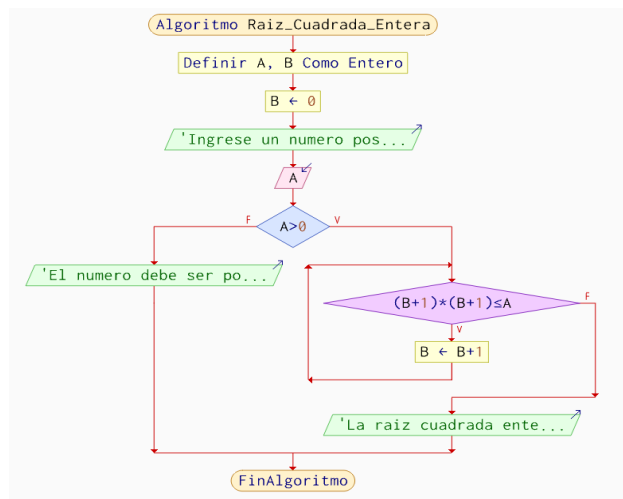 Algoritmo Raiz_Cuadrada_Entera
Definir A, B Como Entero
B ← 0
'Ingrese un numero pos...
A
F
A>0
V
'El numero debe ser po...
(B+1)*(B+1)≤A
F
V
B ← B+1
'La raiz cuadrada ente...
FinAlgoritmo